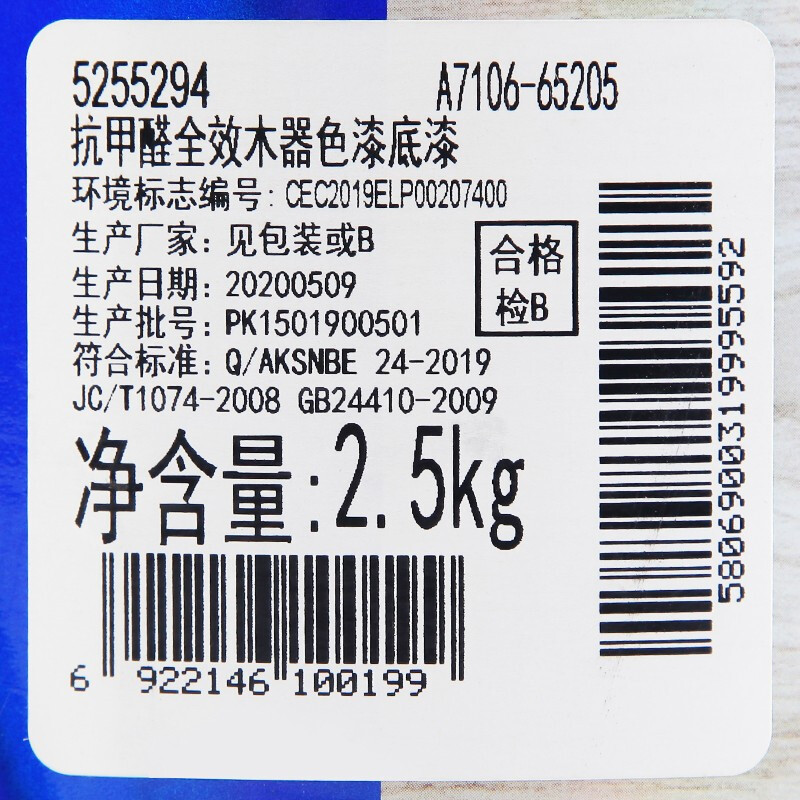 5255294 A7106-65205
抗甲醛全效木器色漆底漆
环境标志编号: CEC2019ELP00207400
生产厂家: 见包装或B
生产日期: 20200509
生产批号: PK1501900501
符合标准: Q/AKSNBE 24-2019
JC/T1074-2008 GB24410-2009
合格
检B
净含量: 2.5kg
6 922146 100199
5806900319995592